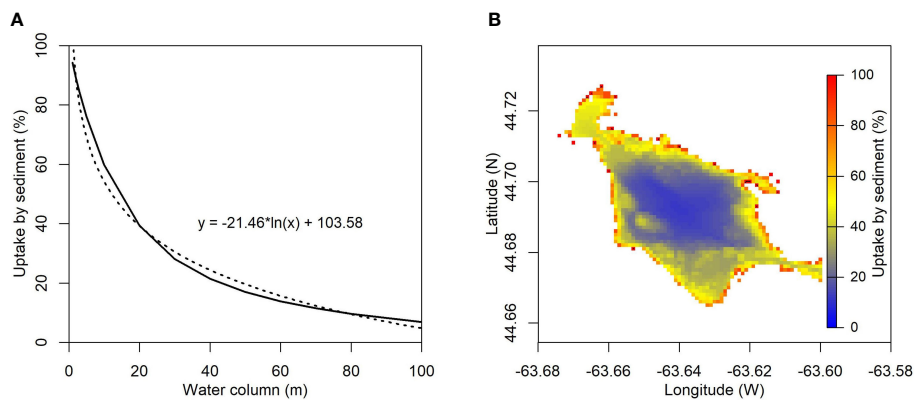 A
Uptake by sediment (%)
100
80
60
40
20
0
y = -21.46*ln(x) + 103.58
0 20 40 60 80 100
Water column (m)
B
Latitude (N)
44.72
44.70
44.68
44.66
100
80
60
40
20
0
Uptake by sediment (%)
-63.68 -63.66 -63.64 -63.62 -63.60 -63.58
Longitude (W)